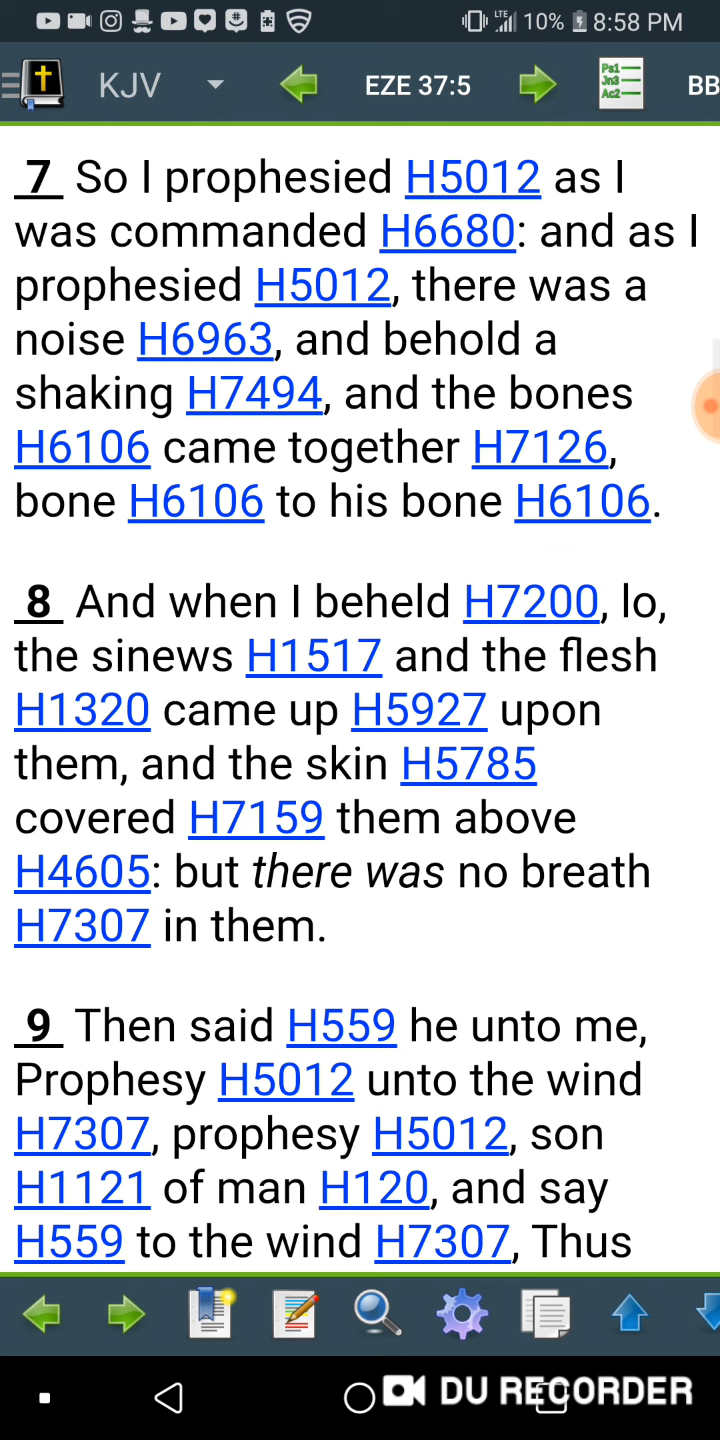 LTE 10% 8:58 PM
KJV EZE 37:5 Ps1 Jn3 Ac2 BB
7 So I prophesied H5012 as I
was commanded H6680: and as I
prophesied H5012, there was a
noise H6963, and behold a
shaking H7494, and the bones
H6106 came together H7126,
bone H6106 to his bone H6106.
8 And when I beheld H7200, lo,
the sinews H1517 and the flesh
H1320 came up H5927 upon
them, and the skin H5785
covered H7159 them above
H4605: but there was no breath
H7307 in them.
9 Then said H559 he unto me,
Prophesy H5012 unto the wind
H7307, prophesy H5012, son
H1121 of man H120, and say
H559 to the wind H7307, Thus
DU RECORDER